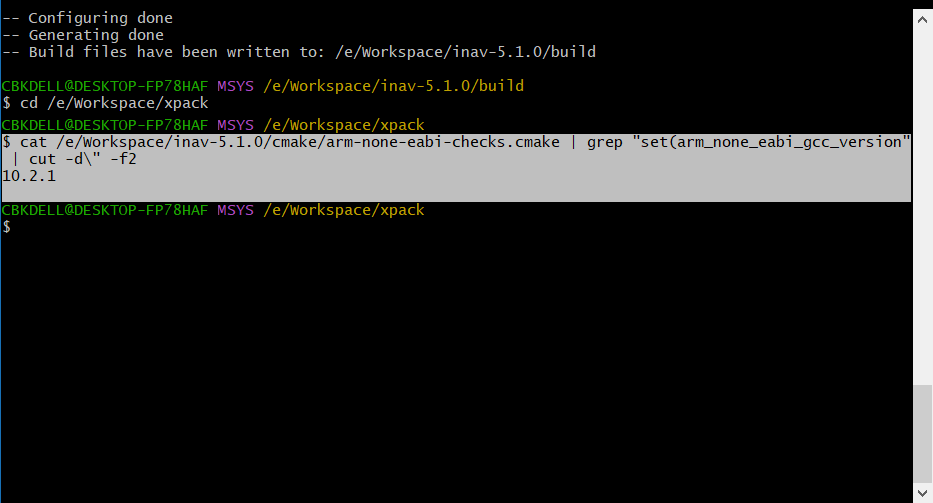 -- Configuring done
-- Generating done
-- Build files have been written to: /e/Workspace/inav-5.1.0/build
CBKDELL@DESKTOP-FP78HAF MSYS /e/Workspace/inav-5.1.0/build
$ cd /e/Workspace/xpack
CBKDELL@DESKTOP-FP78HAF MSYS /e/Workspace/xpack
$ cat /e/Workspace/inav-5.1.0/cmake/arm-none-eabi-checks.cmake | grep "set(arm_none_eabi_gcc_version"
| cut -d\" -f2
10.2.1
CBKDELL@DESKTOP-FP78HAF MSYS /e/Workspace/xpack
$